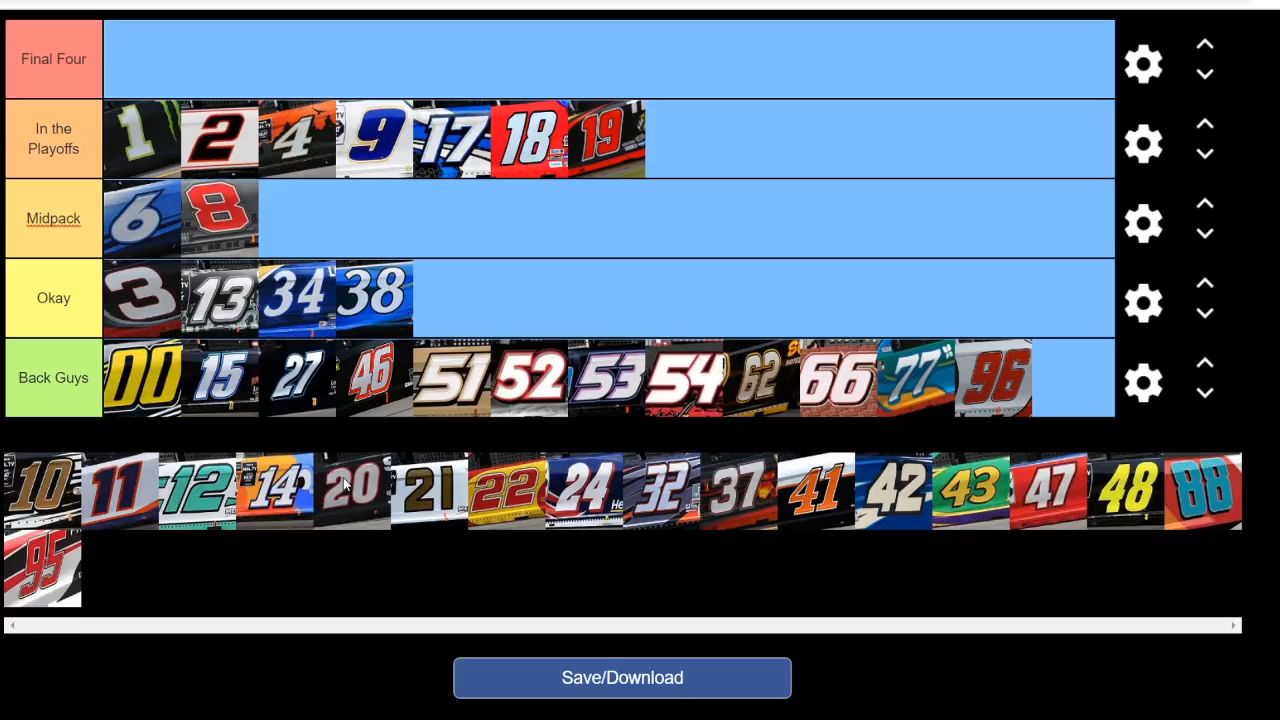 Final Four
In the
Playoffs
1 2 4 9 17 18 19
Midpack
6 8
Okay
3 13 34 38
Back Guys
00 15 27 46 51 52 53 54 62 66 77 96
10 11 12 14 20 21 22 24 32 37 41 42 43 47 48 88
95
Save/Download